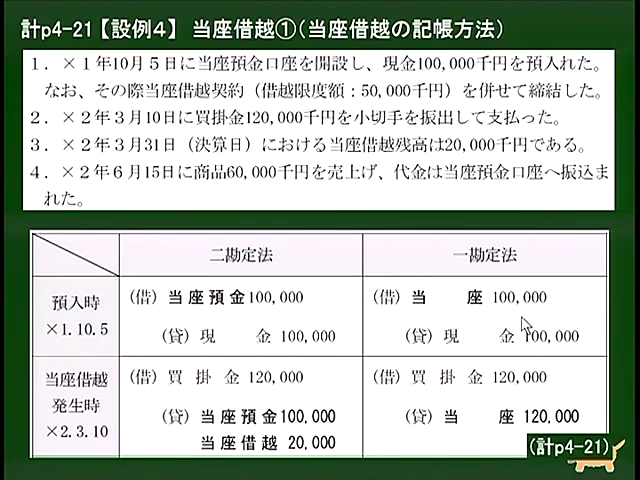 計p4-21【設例４】 当座借越①（当座借越の記帳方法）
１．×１年10月５日に当座預金口座を開設し、現金100,000千円を預入れた。
なお、その際当座借越契約（借越限度額：50,000千円）を併せて締結した。
２．×２年３月10日に買掛金120,000千円を小切手を振出して支払った。
３．×２年３月31日（決算日）における当座借越残高は20,000千円である。
４．×２年６月15日に商品60,000千円を売上げ、代金は当座預金口座へ振込ま
れた。
二勘定法 一勘定法
預入時
×1.10.5
（借）当座預金100,000
（貸）現 金 100,000
（借）当 座 100,000
（貸）現 金 100,000
当座借越
発生時
×2.3.10
（借）買 掛 金 120,000
（貸）当座預金100,000
当座借越 20,000
（借）買 掛 金 120,000
（貸）当 座 120,000
（計p4-21）